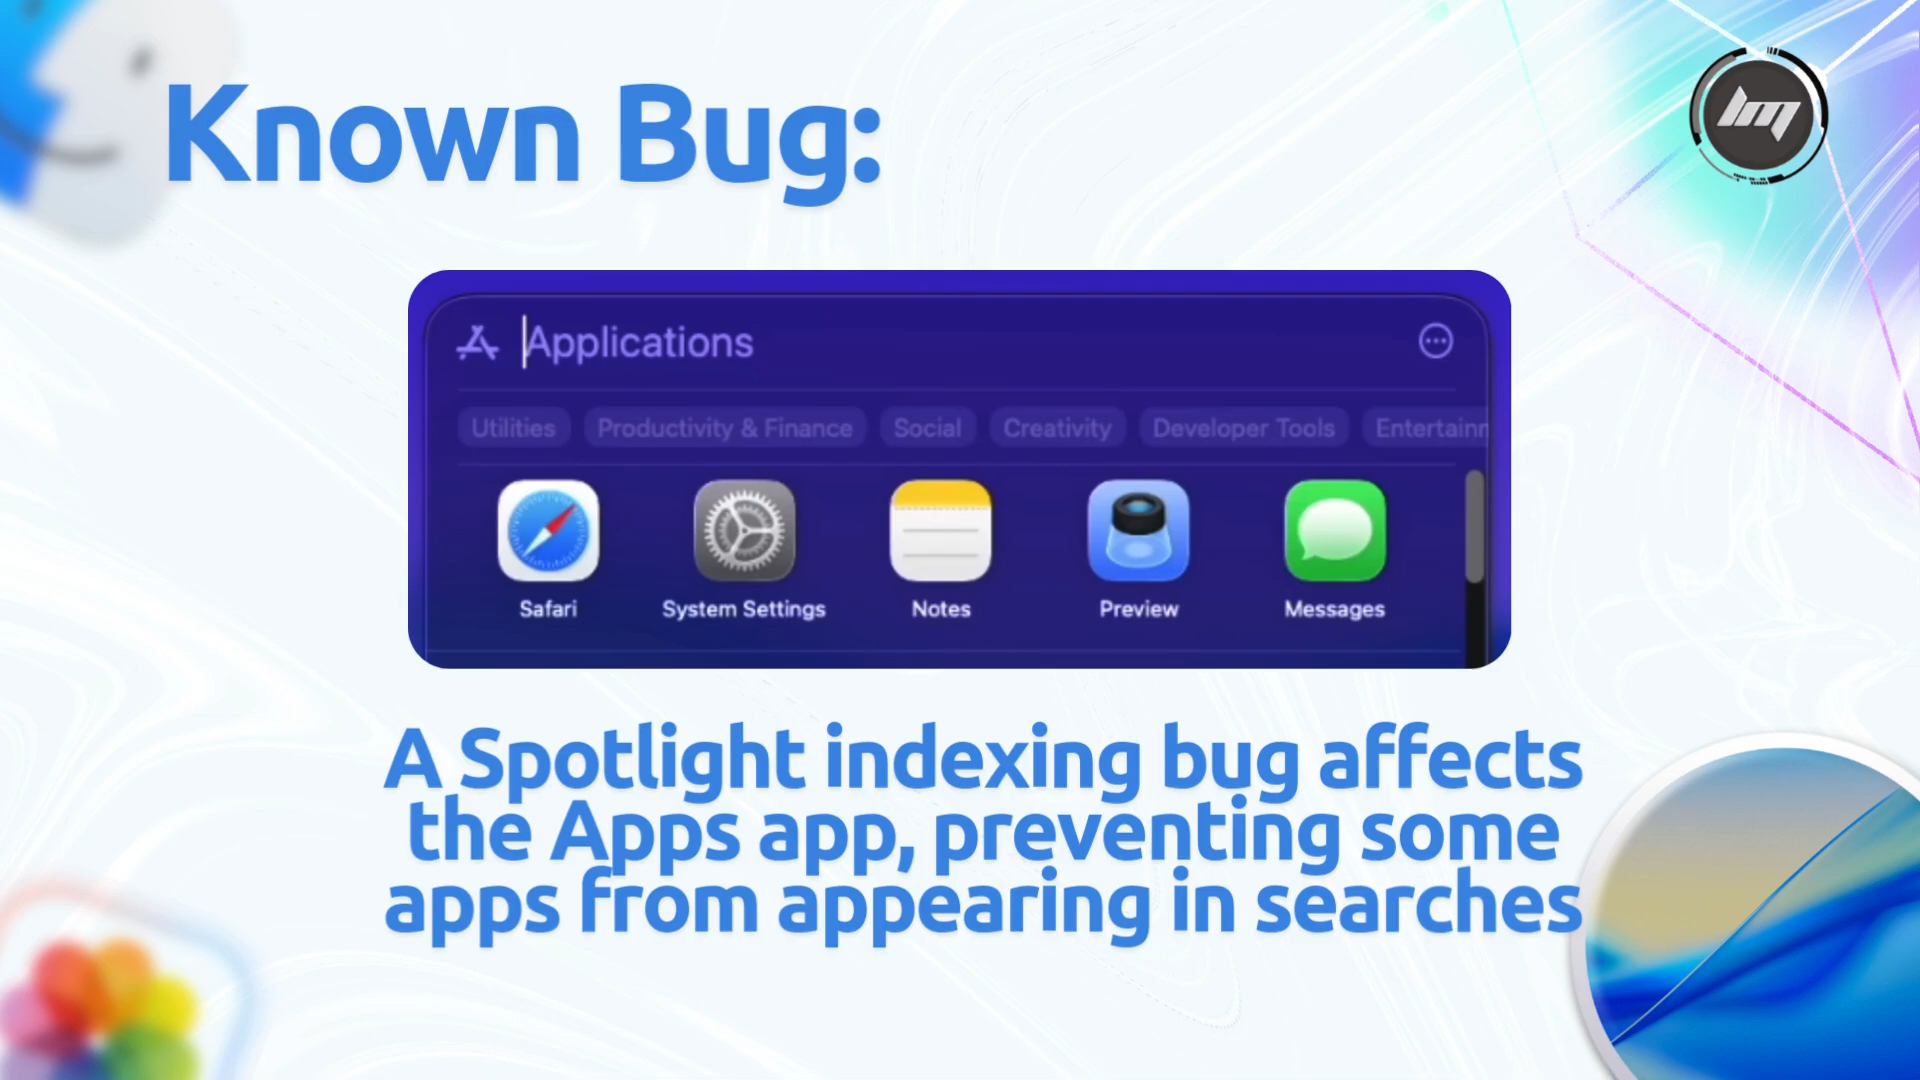 Known Bug:
Applications
Utilities
Productivity & Finance
Social
Creativity
Developer Tools
Entertainm
Safari
System Settings
Notes
Preview
Messages
A Spotlight indexing bug affects
the Apps app, preventing some
apps from appearing in searches